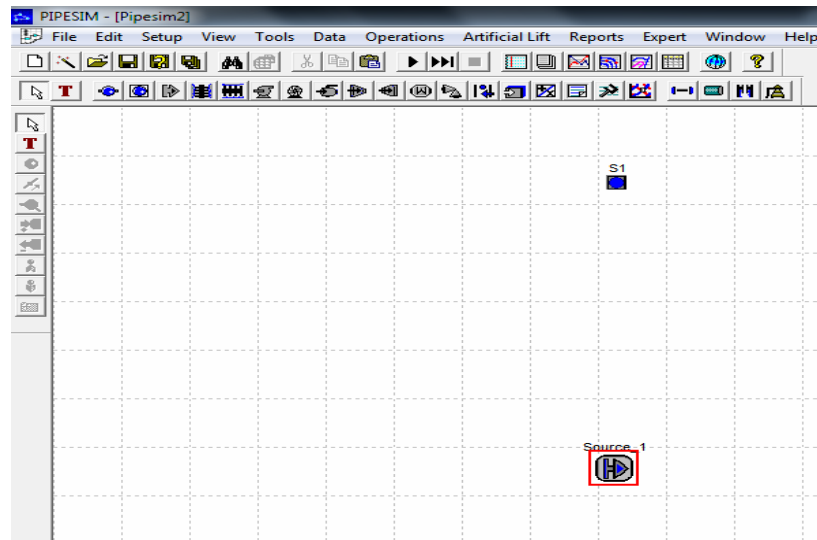 PIPESIM - [Pipesim2]
File Edit Setup View Tools Data Operations Artificial Lift Reports Expert Window Help
T
T
S1
Source_1